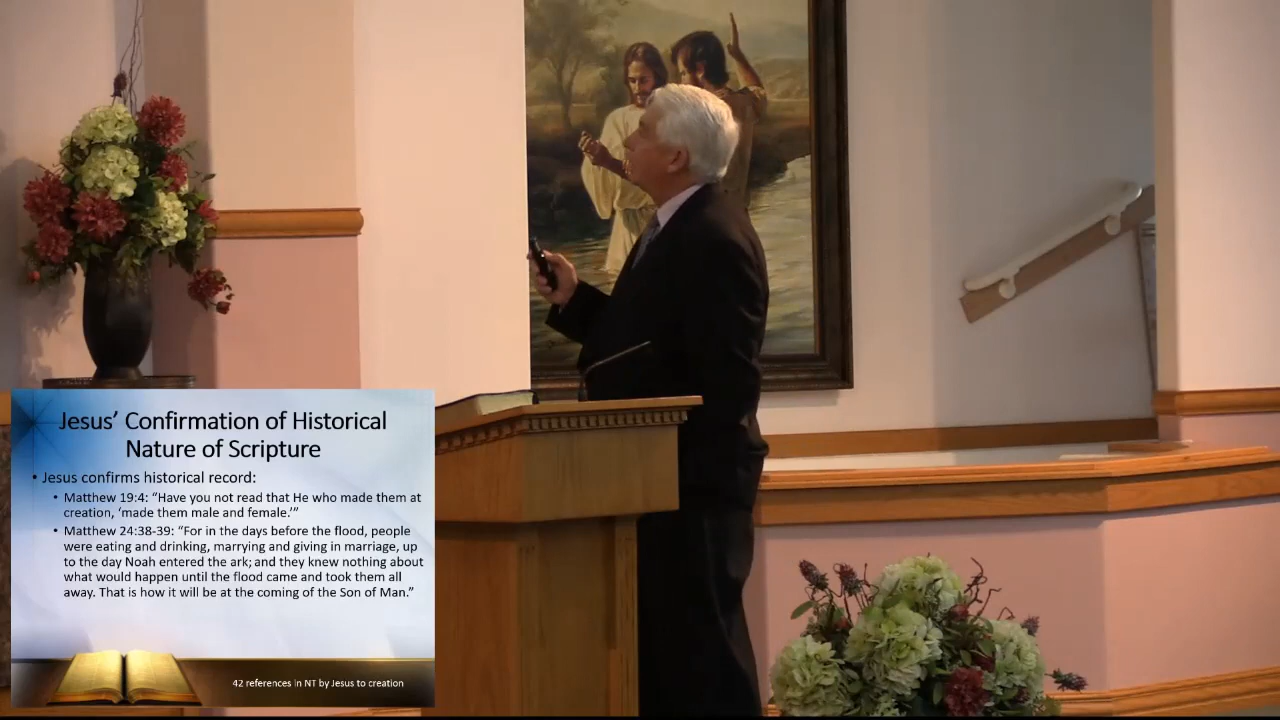 Jesus’ Confirmation of Historical
Nature of Scripture
• Jesus confirms historical record:
• Matthew 19:4: “Have you not read that He who made them at
creation, ‘made them male and female.’”
• Matthew 24:38-39: “For in the days before the flood, people
were eating and drinking, marrying and giving in marriage, up
to the day Noah entered the ark; and they knew nothing about
what would happen until the flood came and took them all
away. That is how it will be at the coming of the Son of Man.”
42 references in NT by Jesus to creation